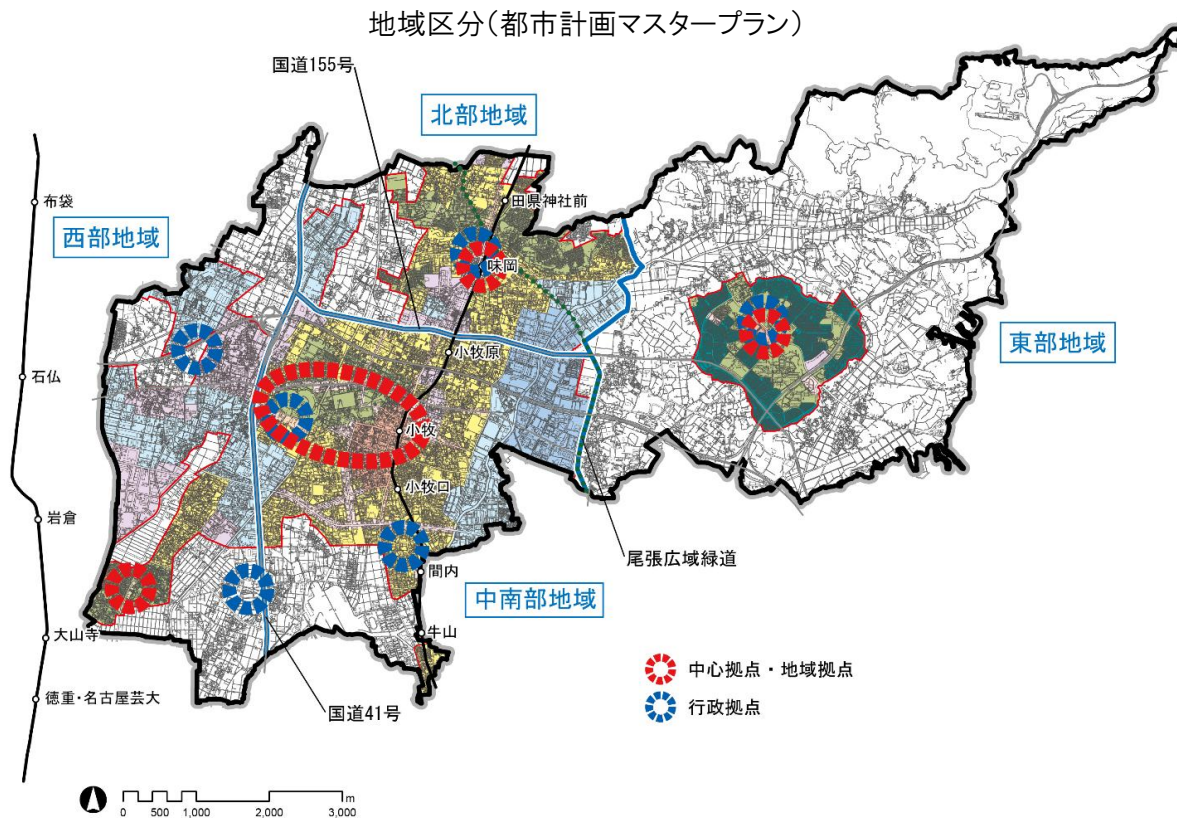 地域区分（都市計画マスタープラン）
国道155号
北部地域
布袋
田県神社前
西部地域
味岡
東部地域
小牧原
石仏
小牧
小牧口
岩倉
尾張広域緑道
間内
中南部地域
大山寺
牛山
中心拠点・地域拠点
徳重・名古屋芸大
行政拠点
国道41号
0 500 1,000 2,000 3,000 m